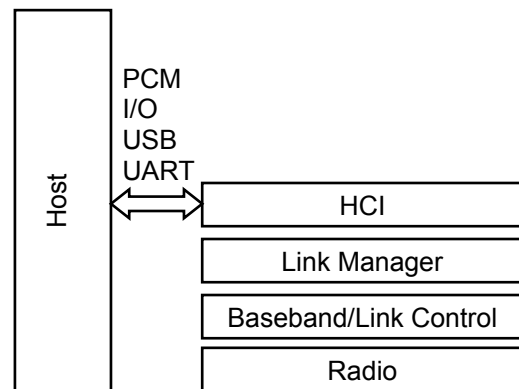 Host
PCM
I/O
USB
UART
HCI
Link Manager
Baseband/Link Control
Radio